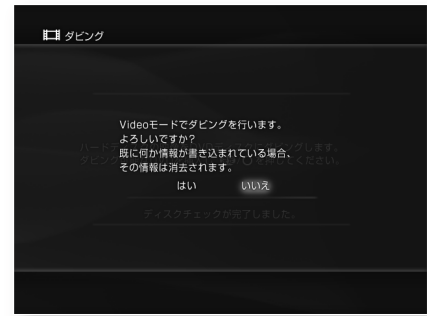 ダビング
Videoモードでダビングを行います。
よろしいですか?
既に何か情報が書き込まれている場合、
その情報は消去されます。
はい いいえ
ディスクチェックが完了しました。